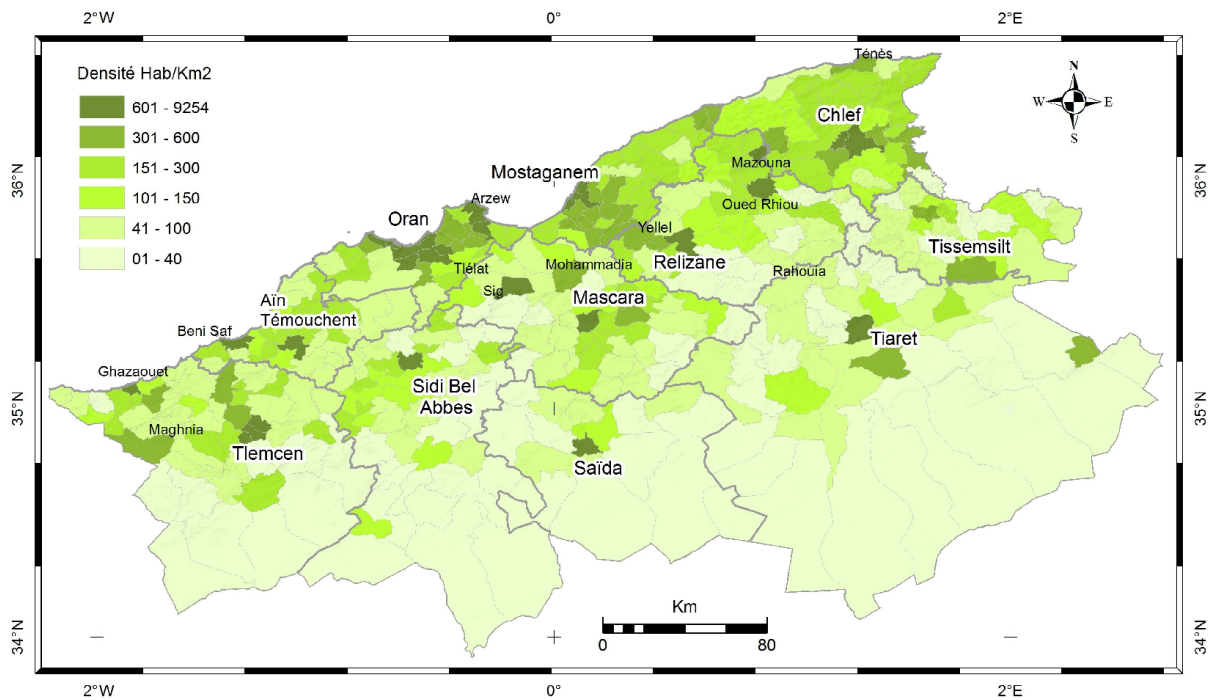 2°W 0° 2°E
Densité Hab/Km2
601 - 9254
301 - 600
151 - 300
101 - 150
41 - 100
01 - 40
N
W E
S
36°N
36°N
35°N
35°N
34°N
34°N
Ténès
Chlef
Mazouna
Mostaganem
Arzew
Oued Rhiou
Oran
Yellel
Tissemsilt
Relizane
Tlélat
Mohammadia
Rahouia
Sig
Mascara
Aïn
Témouchent
Beni Saf
Tiaret
Ghazaouet
Sidi Bel
Abbes
Maghnia
Tlemcen
Saïda
Km
0 80
2°W 0° 2°E